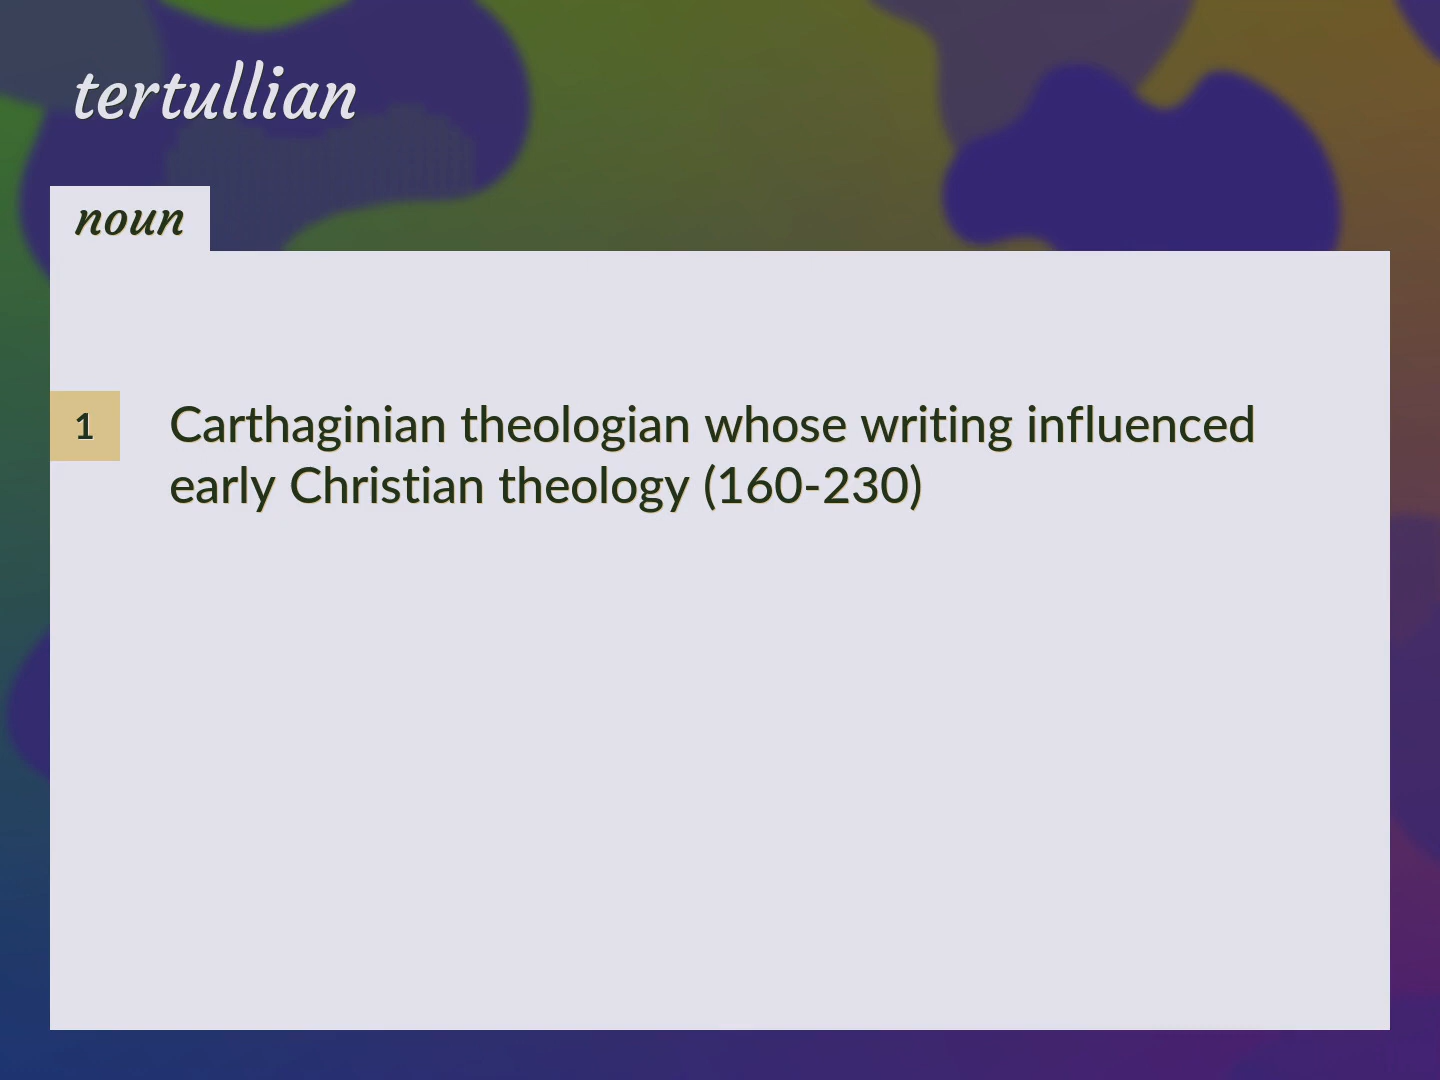 tertullian
noun
1
Carthaginian theologian whose writing influenced
early Christian theology (160-230)